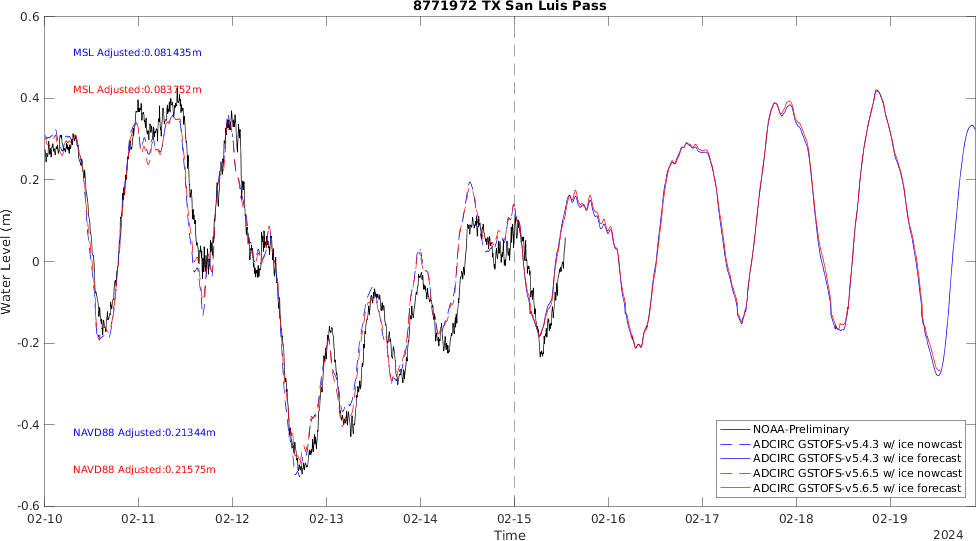 8771972 TX San Luis Pass
0.6
MSL Adjusted:0.081435m
MSL Adjusted:0.083752m
0.4
0.2
0
-0.2
-0.4
-0.6
Water Level (m)
NAVD88 Adjusted:0.21344m
NAVD88 Adjusted:0.21575m
NOAA-Preliminary
ADCIRC GSTOFS-v5.4.3 w/ ice nowcast
ADCIRC GSTOFS-v5.4.3 w/ ice forecast
ADCIRC GSTOFS-v5.6.5 w/ ice nowcast
ADCIRC GSTOFS-v5.6.5 w/ ice forecast
02-10 02-11 02-12 02-13 02-14 02-15 02-16 02-17 02-18 02-19
Time
2024